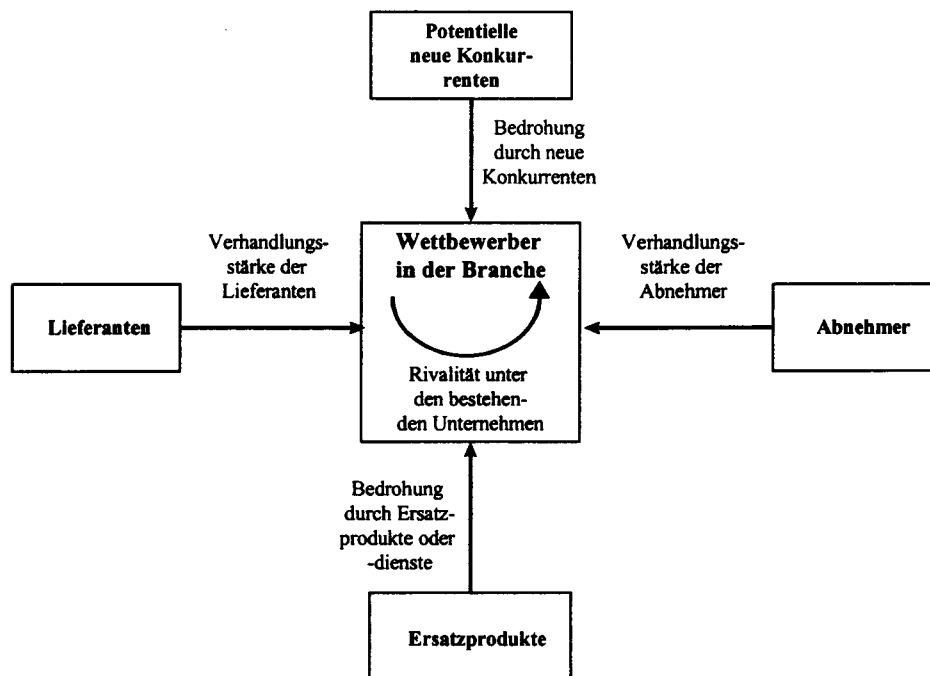 Potentielle
neue Konkur-
renten
Bedrohung
durch neue
Konkurrenten
Verhandlungs-
stärke der
Lieferanten
Wettbewerber
in der Branche
Verhandlungs-
stärke der
Abnehmer
Lieferanten
Abnehmer
Rivalität unter
den bestehen-
den Unternehmen
Bedrohung
durch Ersatz-
produkte oder
-dienste
Ersatzprodukte